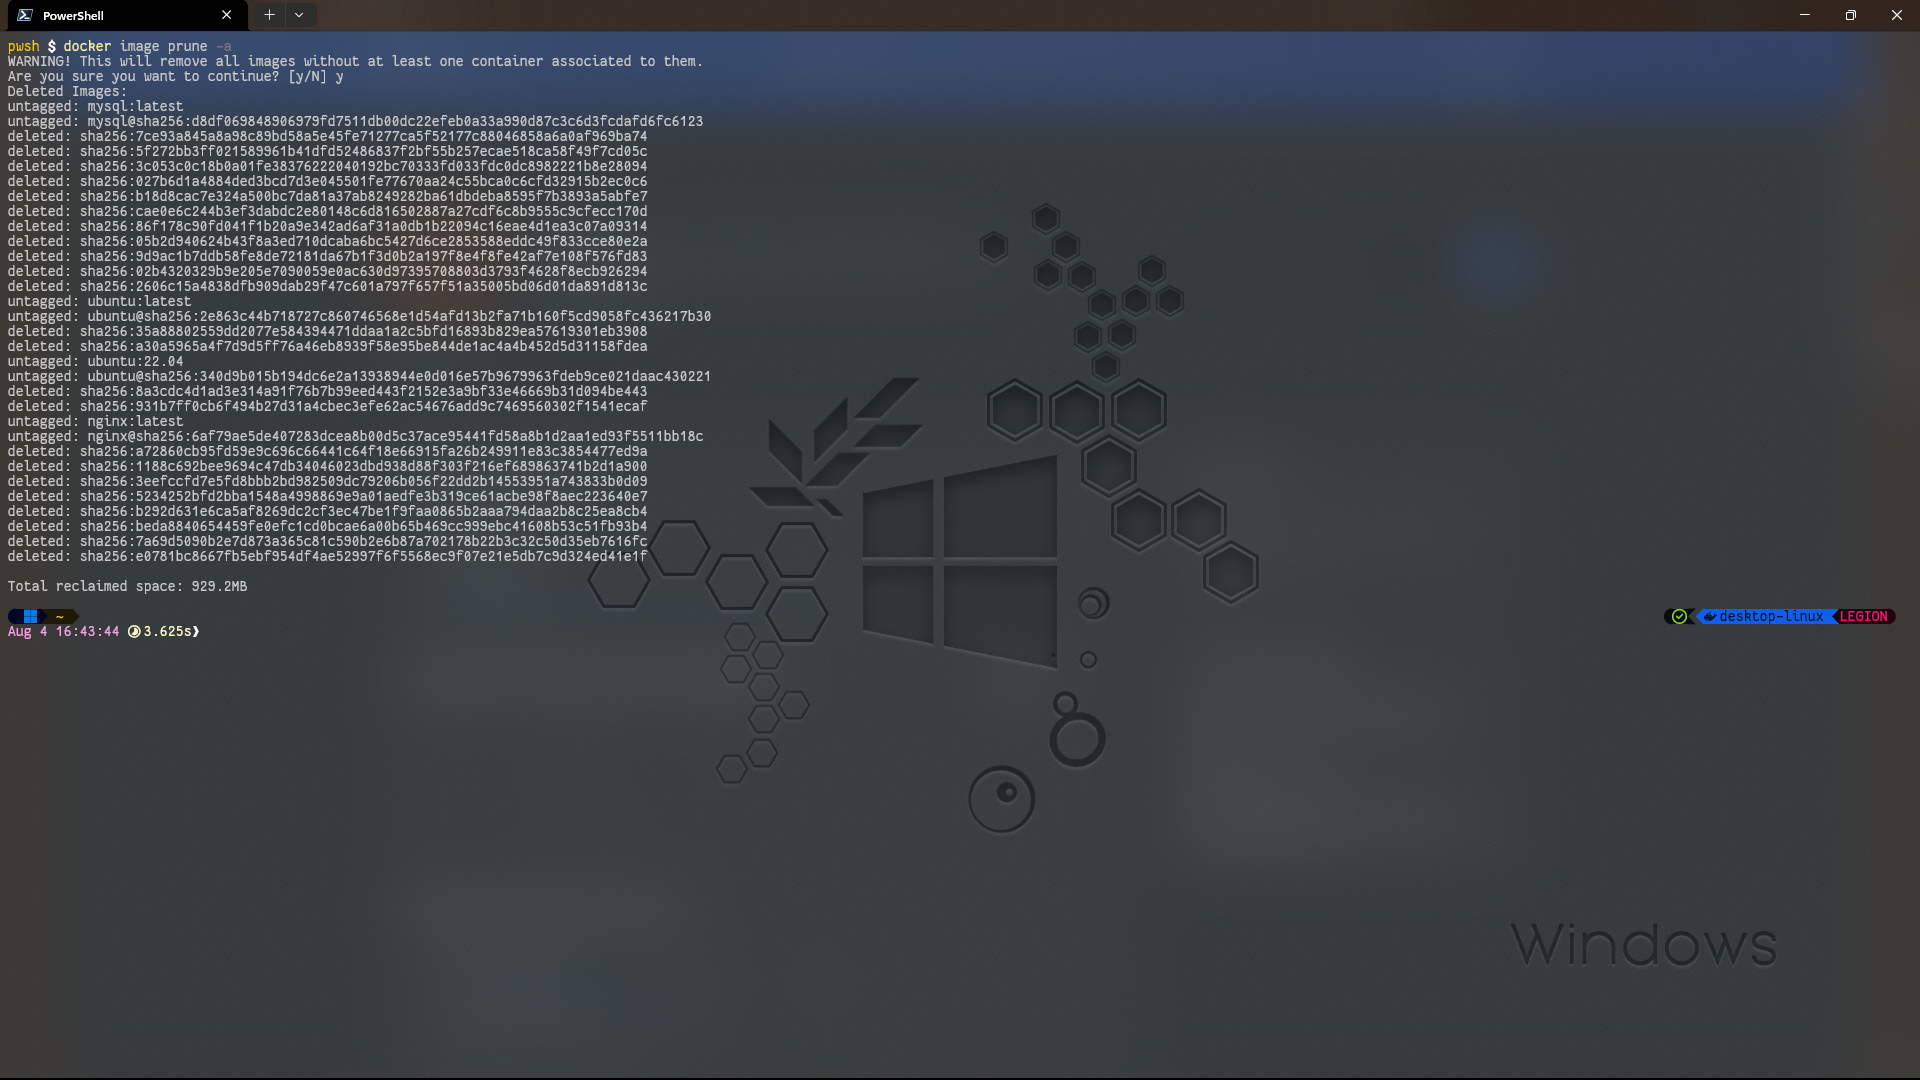 PowerShell
pwsh $ docker image prune -a
WARNING! This will remove all images without at least one container associated to them.
Are you sure you want to continue? [y/N] y
Deleted Images:
untagged: mysql:latest
untagged: mysql@sha256:d8df069848906979fd7511db00dc22efeb0a33a990d87c3c6d3fcdafd6fc6123
deleted: sha256:7ce93a845a8a98c89bd58a5e45fe71277ca5f52177c88046858a6a0af969ba74
deleted: sha256:5f272bb3ff021589961b41dfd52486837f2bf55b257ecae518ca58f49f7cd05c
deleted: sha256:3c053c0c18b0a01fe38376222040192bc70333fd033fdc0dc8982221b8e28094
deleted: sha256:027b6d1a4884ded3bcd7d3e045501fe77670aa24c55bca0c6cfd32915b2ec0c6
deleted: sha256:b18d8cac7e324a500bc7da81a37ab8249282ba61dbdeba8595f7b3893a5abfe7
deleted: sha256:cae0e6c244b3ef3dabdc2e80148c6d816502887a27cdf6c8b9555c9cfecc170d
deleted: sha256:86f178c90fd041f1b20a9e342ad6af31a0db1b22094c16eae4d1ea3c07a09314
deleted: sha256:05b2d940624b43f8a3ed710dcaba6bc5427d6ce2853588eddc49f833cce80e2a
deleted: sha256:9d9ac1b7ddb58fe8de72181da67b1f3d0b2a197f8e4f8fe42af7e108f576fd83
deleted: sha256:02b4320329b9e205e7090059e0ac630d97395708803d3793f4628f8ecb926294
deleted: sha256:2606c15a4838dfb909dab29f47c601a797f657f51a35005bd06d01da891d813c
untagged: ubuntu:latest
untagged: ubuntu@sha256:2e863c44b718727c860746568e1d54afd13b2fa71b160f5cd9058fc436217b30
deleted: sha256:35a88802559dd2077e584394471ddaa1a2c5bfd16893b829ea57619301eb3908
deleted: sha256:a30a5965a4f7d9d5ff76a46eb8939f58e95be844de1ac4a4b452d5d31158fdea
untagged: ubuntu:22.04
untagged: ubuntu@sha256:340d9b015b194dc6e2a13938944e0d016e57b9679963fdeb9ce021daac430221
deleted: sha256:8a3cdc4d1ad3e314a91f76b7b99eed443f2152e3a9bf33e46669b31d094be443
deleted: sha256:931b7ff0cb6f494b27d31a4cbec3efe62ac54676add9c7469560302f1541ecaf
untagged: nginx:latest
untagged: nginx@sha256:6af79ae5de407283dcea8b00d5c37ace95441fd58a8b1d2aa1ed93f5511bb18c
deleted: sha256:a72860cb95fd59e9c696c66441c64f18e66915fa26b249911e83c3854477ed9a
deleted: sha256:1188c692bee9694c47db34046023dbd938d88f303f216ef689863741b2d1a900
deleted: sha256:3eefccfd7e5fd8bbb2bd982509dc79206b056f22dd2b14553951a743833b0d09
deleted: sha256:5234252bfd2bba1548a4998869e9a01aedfe3b319ce61acbe98f8aec223640e7
deleted: sha256:b292d631e6ca5af8269dc2cf3ec47be1f9faa0865b2aaa794daa2b8c25ea8cb4
deleted: sha256:beda8840654459fe0efc1cd0bcae6a00b65b469cc999ebc41608b53c51fb93b4
deleted: sha256:7a69d5090b2e7d873a365c81c590b2e6b87a702178b22b3c32c50d35eb7616fc
deleted: sha256:e0781bc8667fb5ebf954df4ae52997f6f5568ec9f07e21e5db7c9d324ed41e1f
Total reclaimed space: 929.2MB
~ desktop-linux LEGION
Aug 4 16:43:44 3.625s❫
Windows